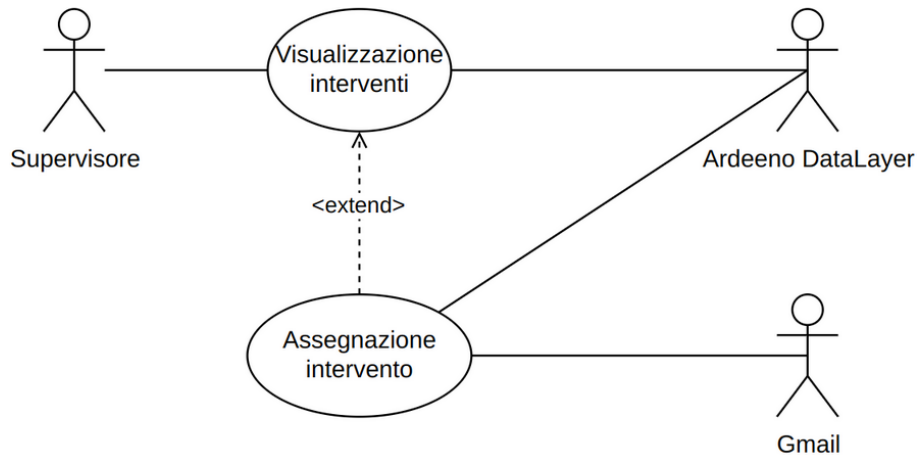 Visualizzazione
interventi
Supervisore
Ardeeno DataLayer
<extend>
Assegnazione
intervento
Gmail